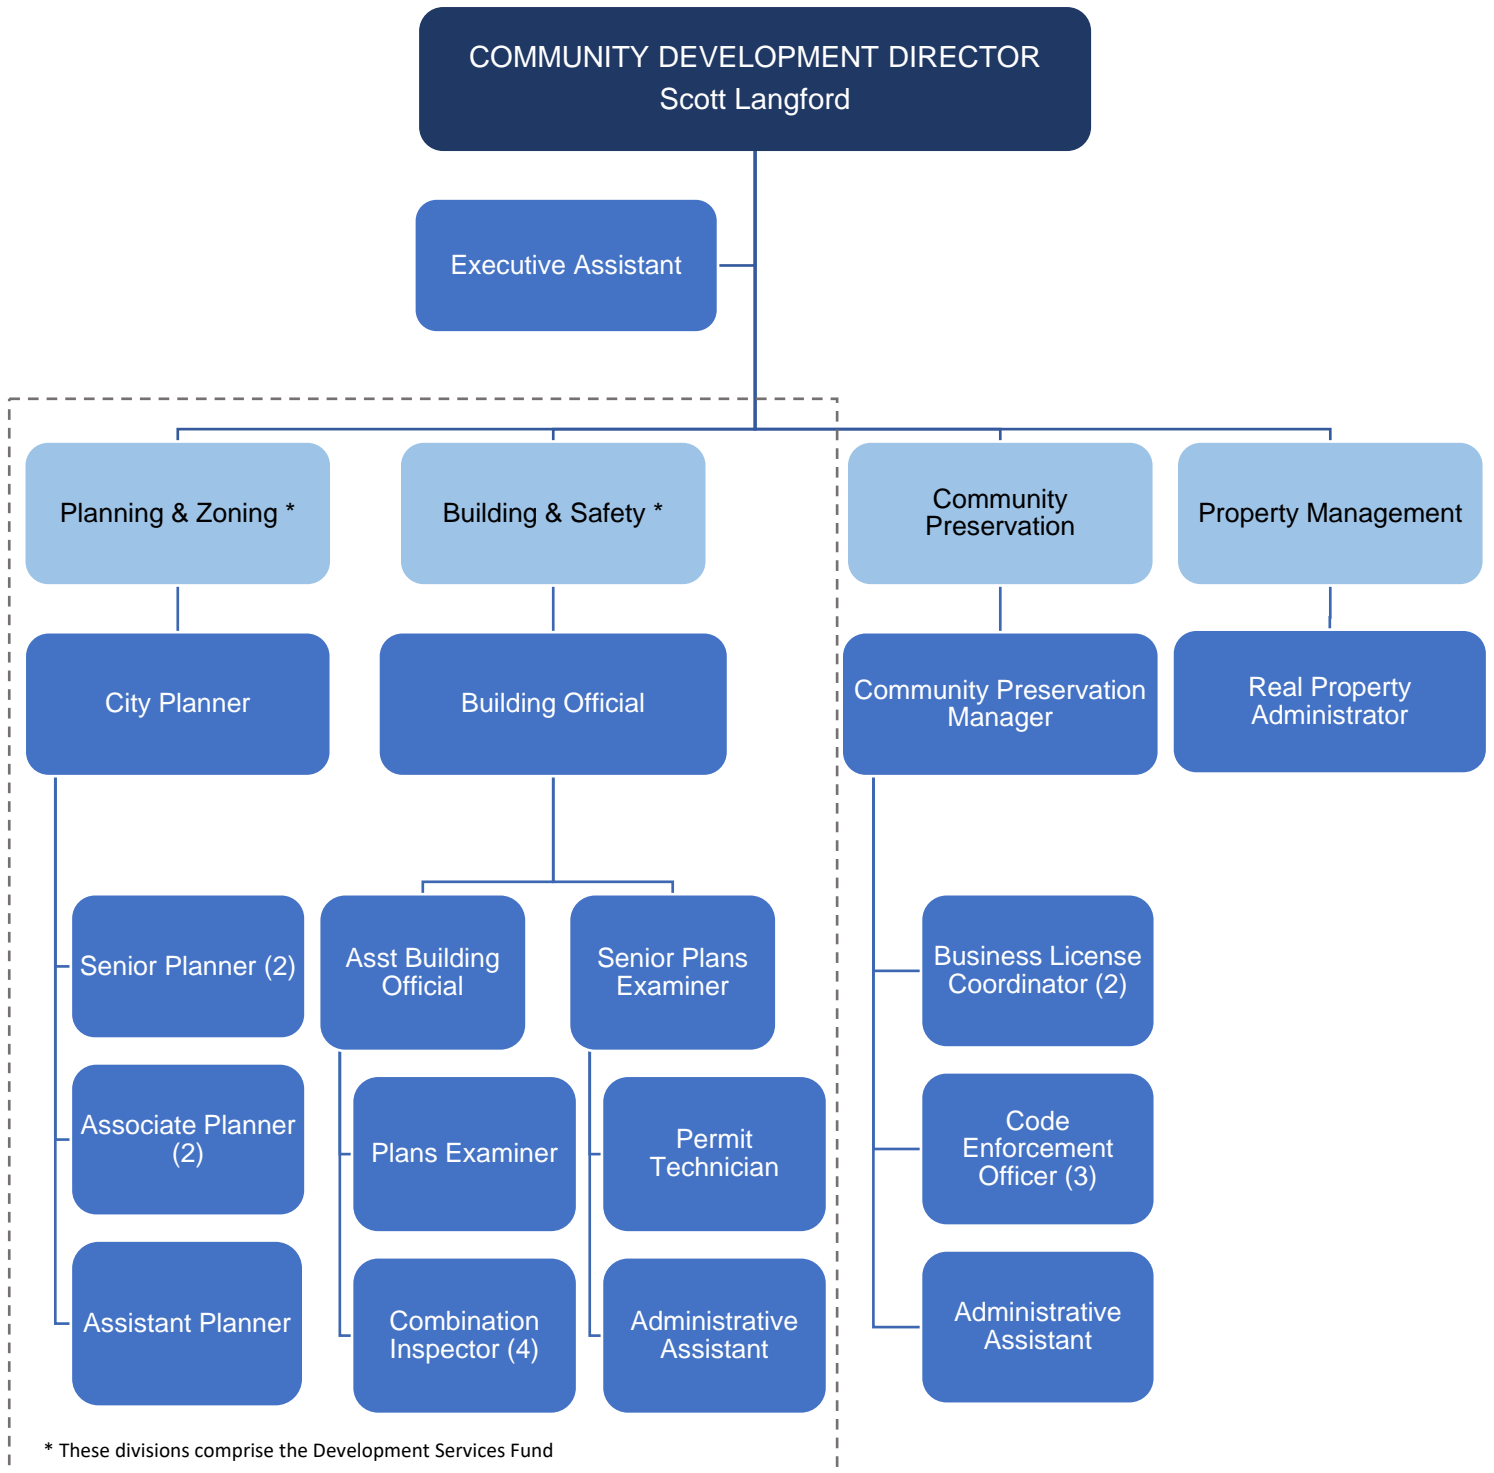 COMMUNITY DEVELOPMENT DIRECTOR
Scott Langford
Executive Assistant
Planning & Zoning *
Building & Safety *
Community
Preservation
Property Management
City Planner
Building Official
Community Preservation
Manager
Real Property
Administrator
Senior Planner (2)
Asst Building
Official
Senior Plans
Examiner
Business License
Coordinator (2)
Associate Planner
(2)
Plans Examiner
Permit
Technician
Code
Enforcement
Officer (3)
Assistant Planner
Combination
Inspector (4)
Administrative
Assistant
Administrative
Assistant
* These divisions comprise the Development Services Fund